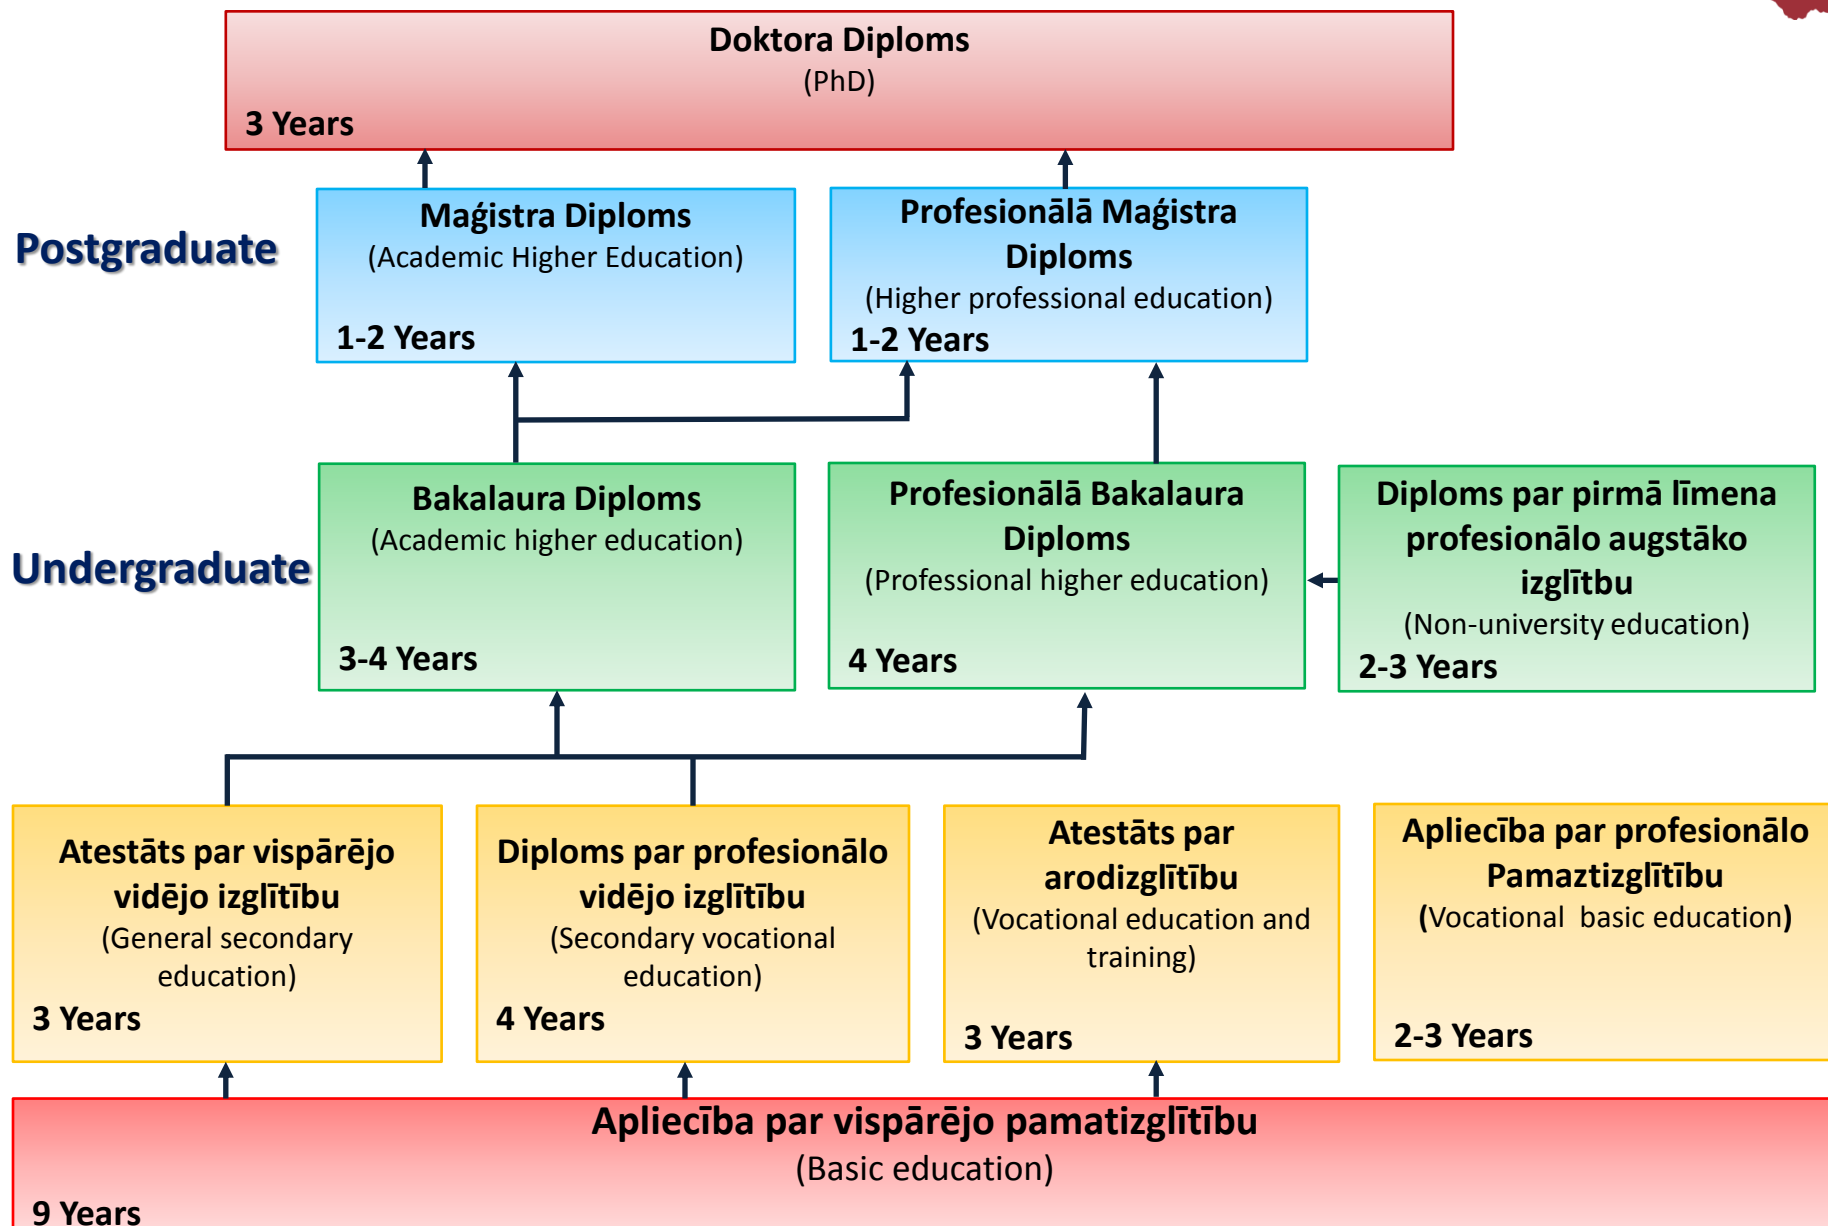 Doktora Diploms
(PhD)
3 Years
Postgraduate
Maǵistra Diploms
(Academic Higher Education)
1-2 Years
Profesionālā Maǵistra
Diploms
(Higher professional education)
1-2 Years
Undergraduate
Bakalaura Diploms
(Academic higher education)
3-4 Years
Profesionālā Bakalaura
Diploms
(Professional higher education)
4 Years
Diploms par pirmā līmena
profesionālo augstāko
izglītbu
(Non-university education)
2-3 Years
Atestāts par vispārējo
vidējo izglītību
(General secondary
education)
3 Years
Diploms par profesionālo
vidējo izglītību
(Secondary vocational
education)
4 Years
Atestāts par
arodizglītību
(Vocational education and
training)
3 Years
Apliecība par profesionālo
Pamaztizglītību
(Vocational basic education)
2-3 Years
Apliecība par vispārējo pamatizglītību
(Basic education)
9 Years